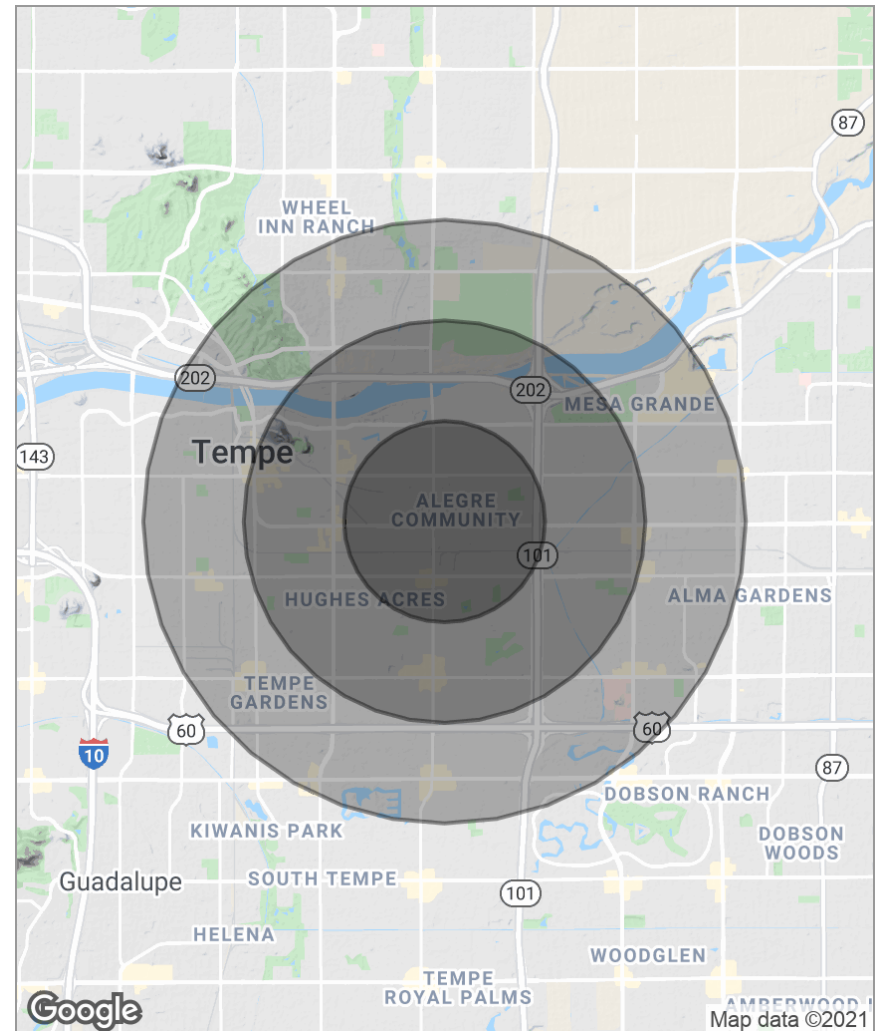 87
WHEEL
INN RANCH
202
202
MESA GRANDE
Tempe
143
ALEGRE
COMMUNITY
101
HUGHES ACRES
ALMA GARDENS
TEMPE
GARDENS
60
60
10
87
DOBSON RANCH
KIWANIS PARK
DOBSON
WOODS
Guadalupe
SOUTH TEMPE
101
HELENA
WOODGLEN
TEMPE
ROYAL PALMS
AMBERWOOD
Google
Map data ©2021